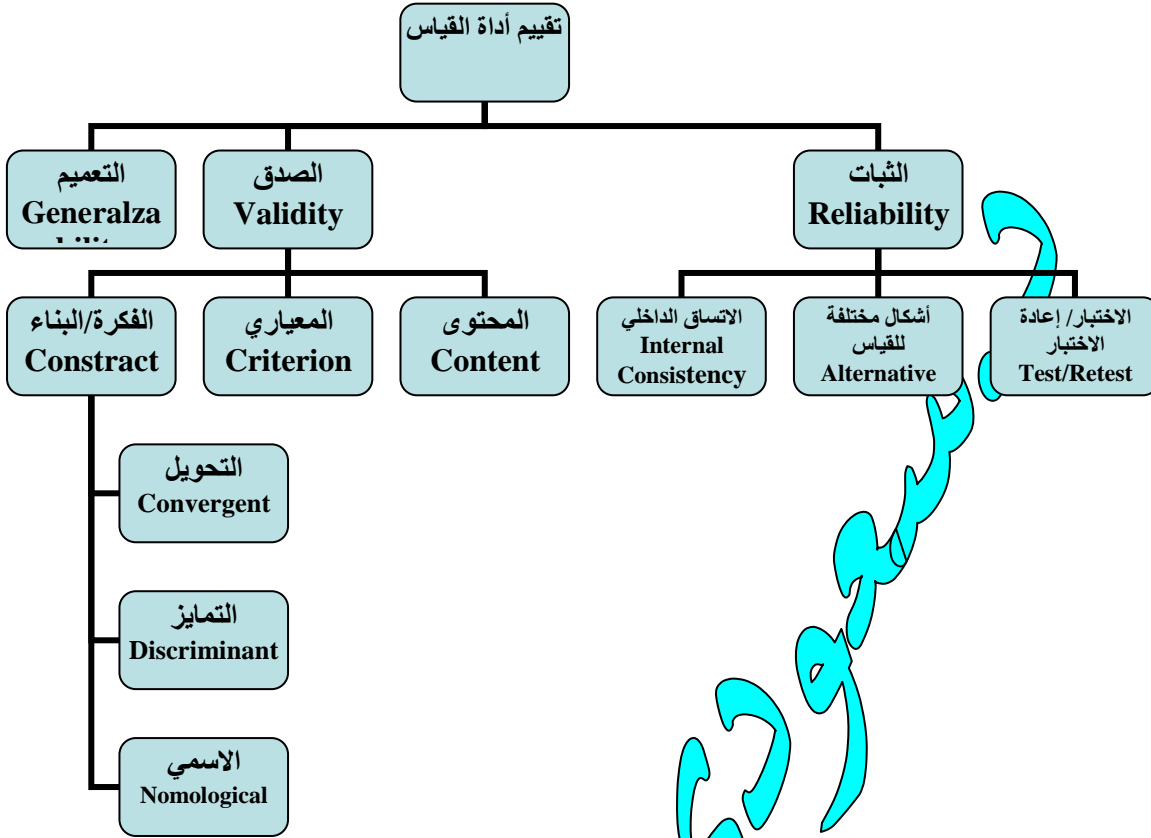 تقييم أداة القياس
الثبات
Reliability
الصدق
Validity
التعميم
Generalza
الاختبار/ إعادة
الاختبار
Test/Retest
أشكال مختلفة
للقياس
Alternative
الاتساق الداخلي
Internal
Consistency
المحتوى
Content
المعياري
Criterion
الفكرة/البناء
Constract
التحويل
Convergent
التمايز
Discriminant
الاسمي
Nomological